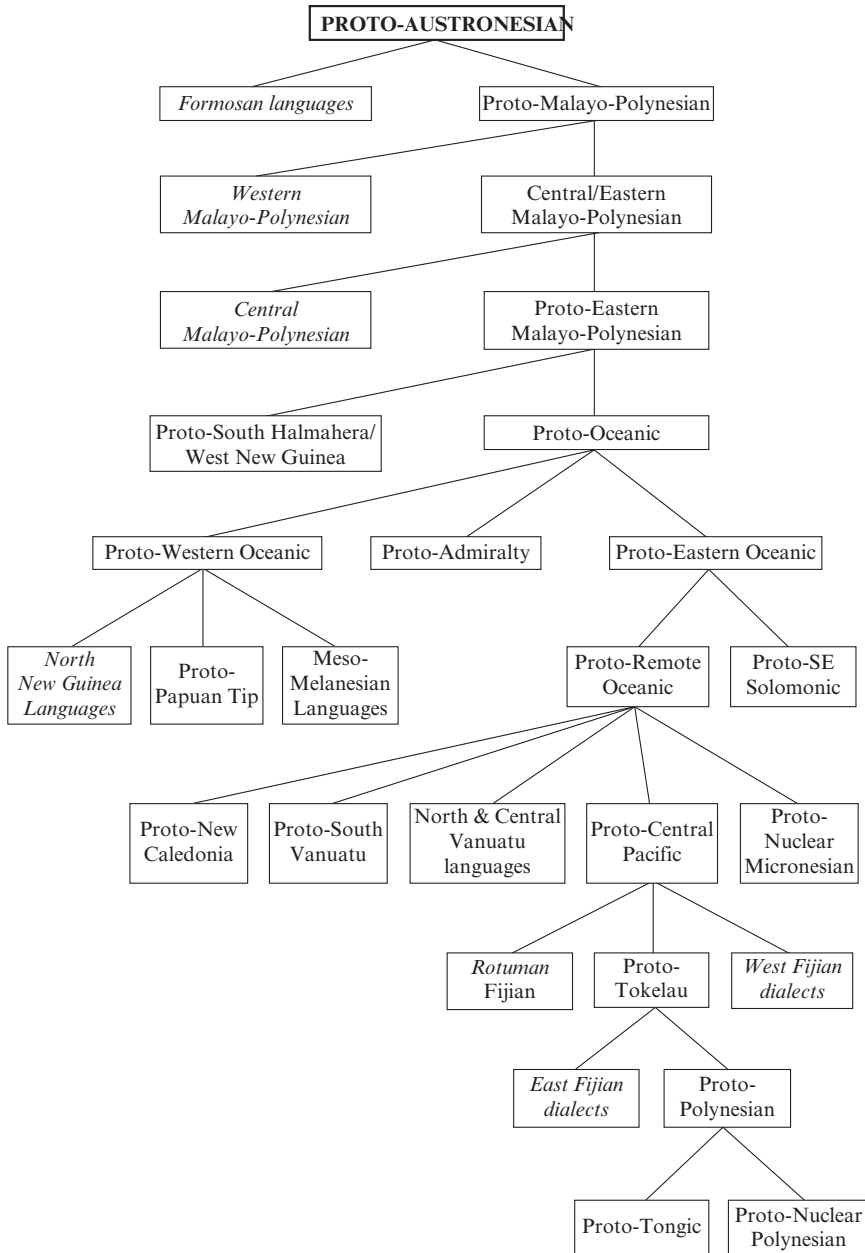 PROTO-AUSTRONESIAN
Formosan languages
Proto-Malayo-Polynesian
Western
Malayo-Polynesian
Central/Eastern
Malayo-Polynesian
Central
Malayo-Polynesian
Proto-Eastern
Malayo-Polynesian
Proto-South Halmahera/
West New Guinea
Proto-Oceanic
Proto-Western Oceanic
Proto-Admiralty
Proto-Eastern Oceanic
North
New Guinea
Languages
Proto-
Papuan Tip
Meso-
Melanesian
Languages
Proto-Remote
Oceanic
Proto-SE
Solomonic
Proto-New
Caledonia
Proto-South
Vanuatu
North & Central
Vanuatu
languages
Proto-Central
Pacific
Proto-
Nuclear
Micronesian
Rotuman
Fijian
Proto-
Tokelau
West Fijian
dialects
East Fijian
dialects
Proto-
Polynesian
Proto-Tongic
Proto-Nuclear
Polynesian